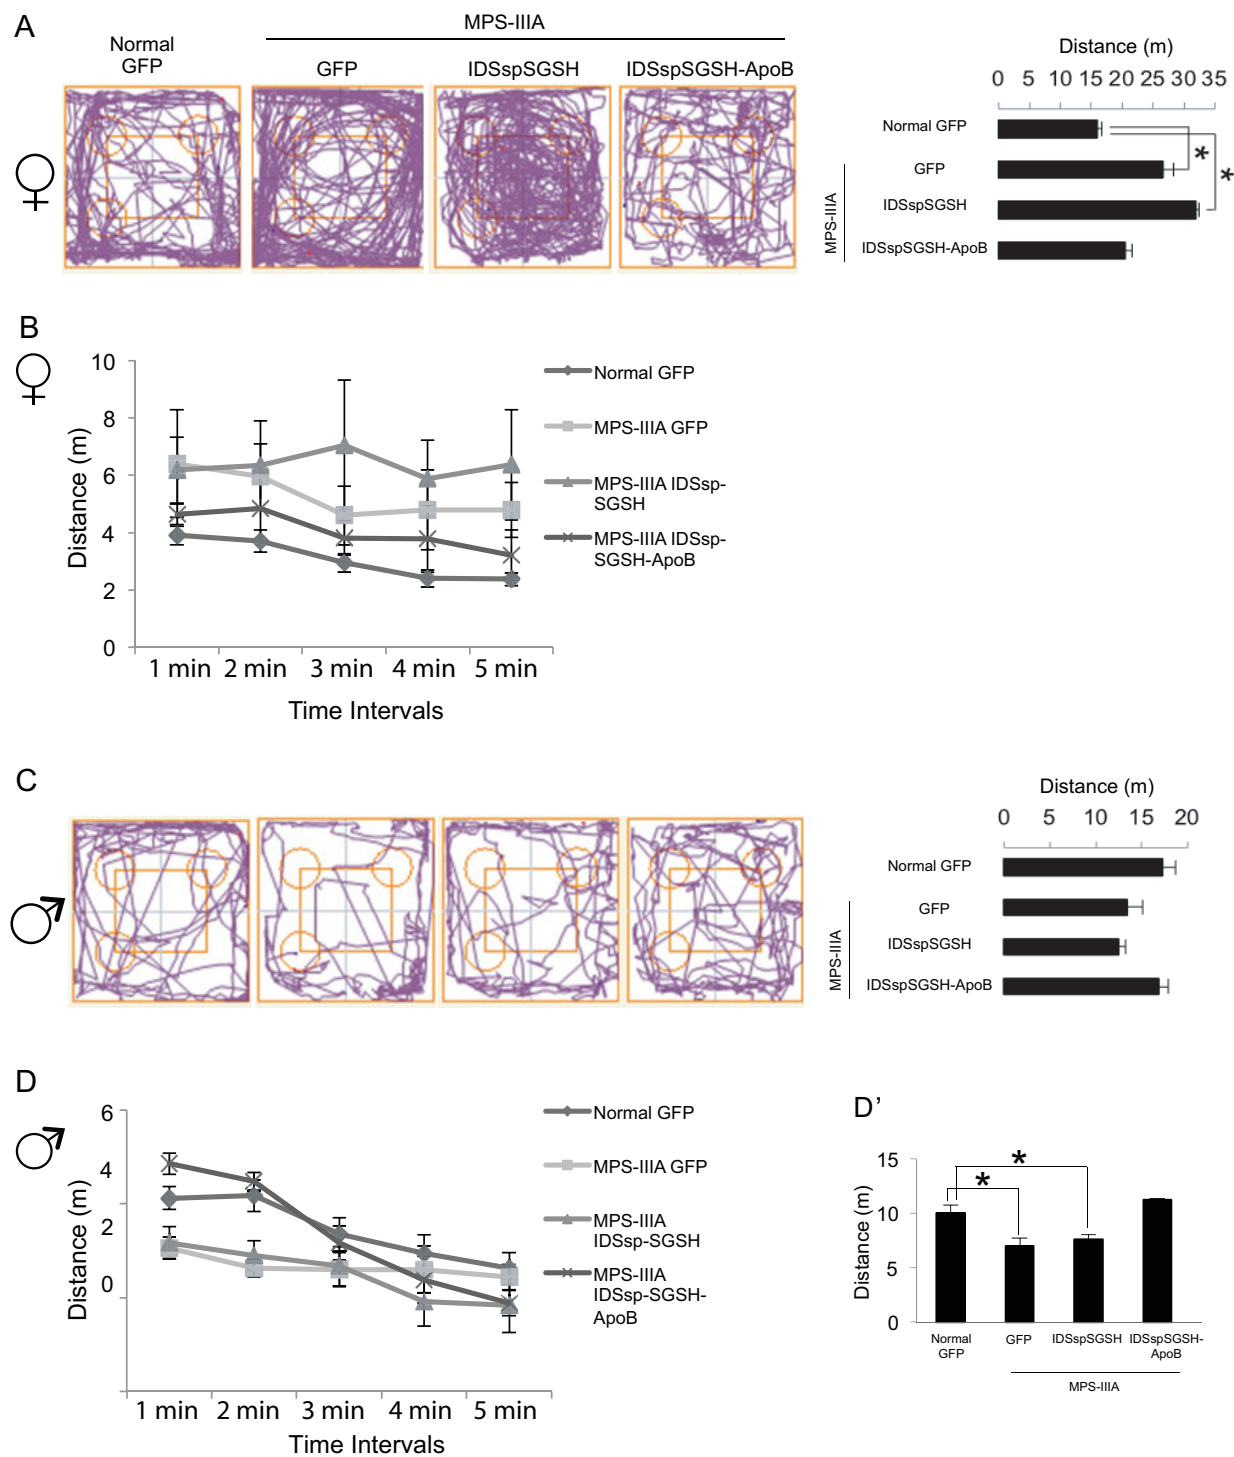 A
MPS-IIIA
Normal
GFP
GFP
IDSspSGSH
IDSspSGSH-ApoB
Distance (m)
0 5 10 15 20 25 30 35
Normal GFP
GFP
IDSspSGSH
IDSspSGSH-ApoB
MPS-IIIA
*
*
B
10
8
6
4
2
0
Distance (m)
1 min 2 min 3 min 4 min 5 min
Time Intervals
Normal GFP
MPS-IIIA GFP
MPS-IIIA IDSsp-
SGSH
MPS-IIIA IDSsp-
SGSH-ApoB
C
Distance (m)
0 5 10 15 20
Normal GFP
GFP
IDSspSGSH
IDSspSGSH-ApoB
MPS-IIIA
D
6
4
2
0
Distance (m)
1 min 2 min 3 min 4 min 5 min
Time Intervals
Normal GFP
MPS-IIIA GFP
MPS-IIIA
IDSsp-SGSH
MPS-IIIA
IDSsp-SGSH-
ApoB
D'
15
10
5
0
Distance (m)
*
*
Normal
GFP
GFP
IDSspSGSH
IDSspSGSH-
ApoB
MPS-IIIA